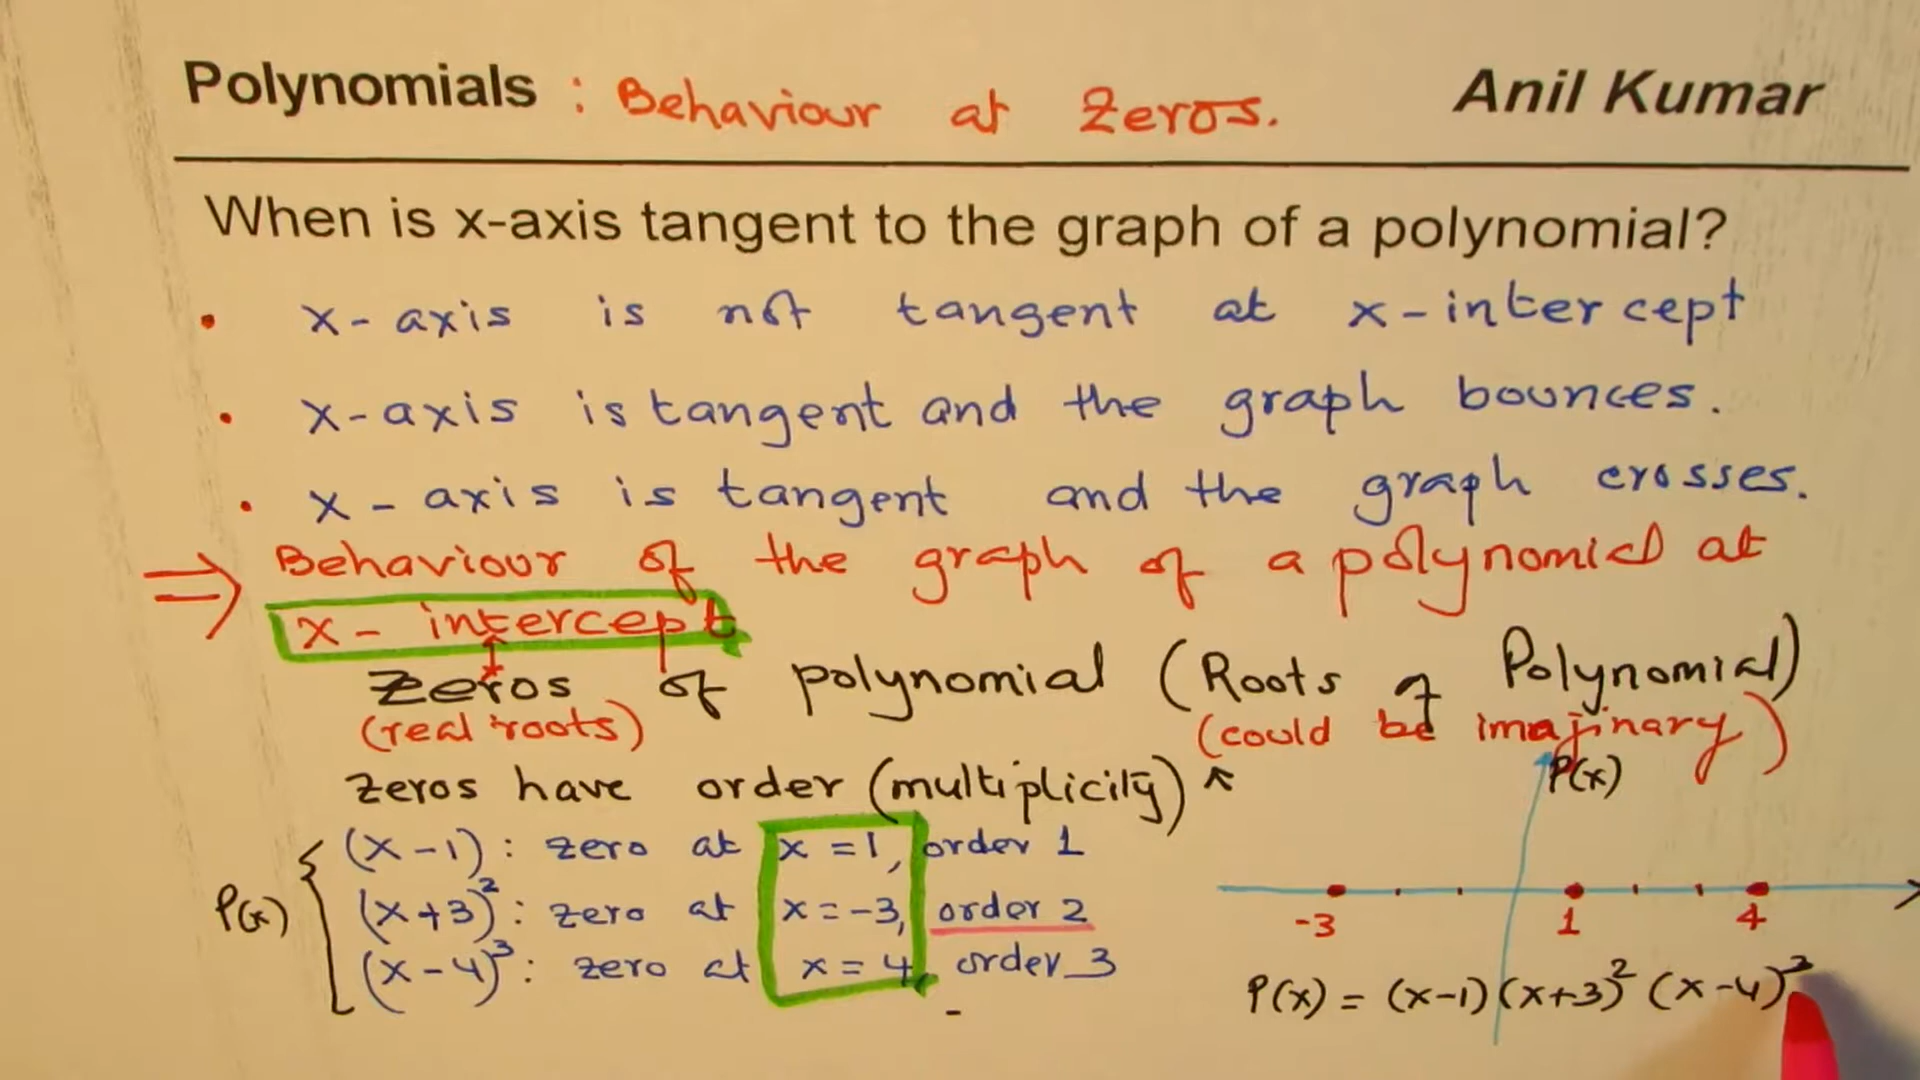 Polynomials : Behaviour at Zeros. Anil Kumar
When is x-axis tangent to the graph of a polynomial?
• x-axis is not tangent at x-intercept
• x-axis is tangent and the graph bounces.
• x-axis is tangent and the graph crosses.
⇒ Behaviour of the graph of a polynomial at
x-intercept
Zeros of polynomial (Roots of Polynomial)
(real roots) (could be imajinary)
zeros have order (multiplicity)
P(x)
P(x)
(x-1) : zero at x = 1, order 1
(x+3)² : zero at x = -3, order 2
(x-4)³ : zero at x = 4, order 3
-3 1 4
P(x) = (x-1)(x+3)²(x-4)³